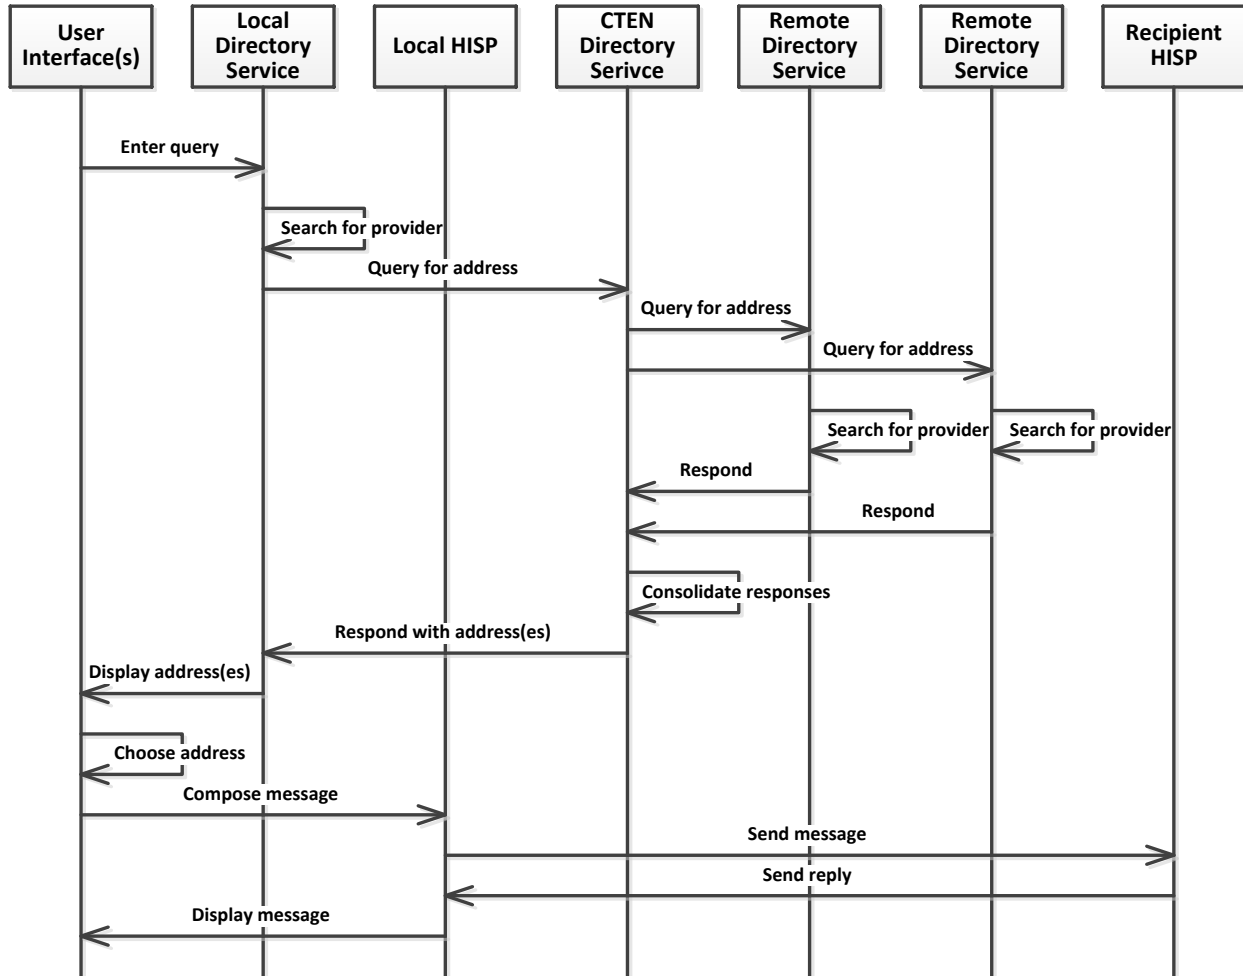 User
Interface(s)
Local
Directory
Service
Local HISP
CTEN
Directory
Serivce
Remote
Directory
Service
Remote
Directory
Service
Recipient
HISP
Enter query
Search for provider
Query for address
Query for address
Query for address
Search for provider
Search for provider
Respond
Respond
Consolidate responses
Respond with address(es)
Display address(es)
Choose address
Compose message
Send message
Send reply
Display message